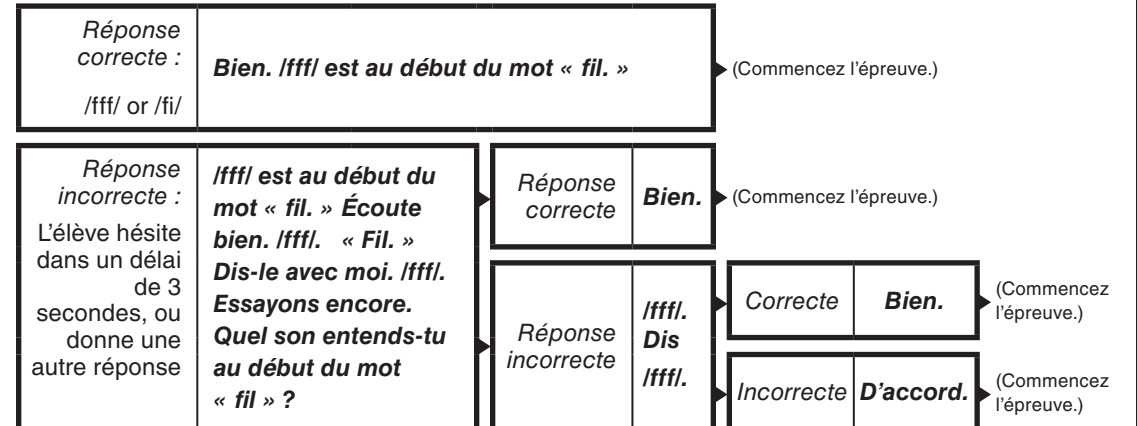 Réponse
correcte :
/fff/ or /fi/
Bien. /fff/ est au début du mot « fil. »
(Commencez l'épreuve.)
Réponse
incorrecte :
L'élève hésite
dans un délai
de 3
secondes, ou
donne une
autre réponse
/fff/ est au début du
mot « fil. » Écoute
bien. /fff/. « Fil. »
Dis-le avec moi. /fff/.
Essayons encore.
Quel son entends-tu
au début du mot
« fil » ?
Réponse
correcte
Bien.
(Commencez l'épreuve.)
Réponse
incorrecte
/fff/.
Dis
/fff/.
Correcte
Bien.
(Commencez
l'épreuve.)
Incorrecte
D'accord.
(Commencez
l'épreuve.)